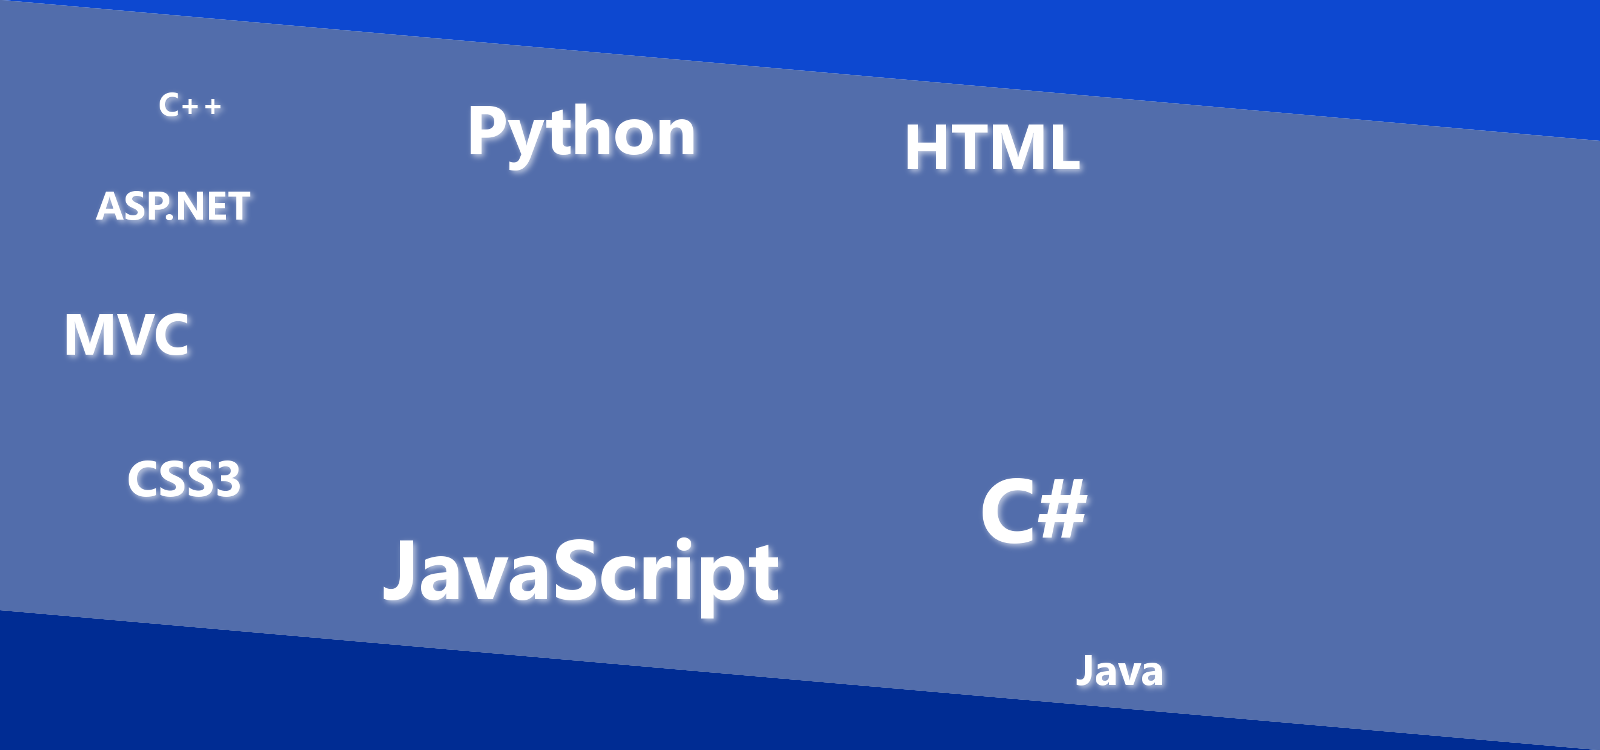 C++
Python
HTML
ASP.NET
MVC
CSS3
C#
JavaScript
Java